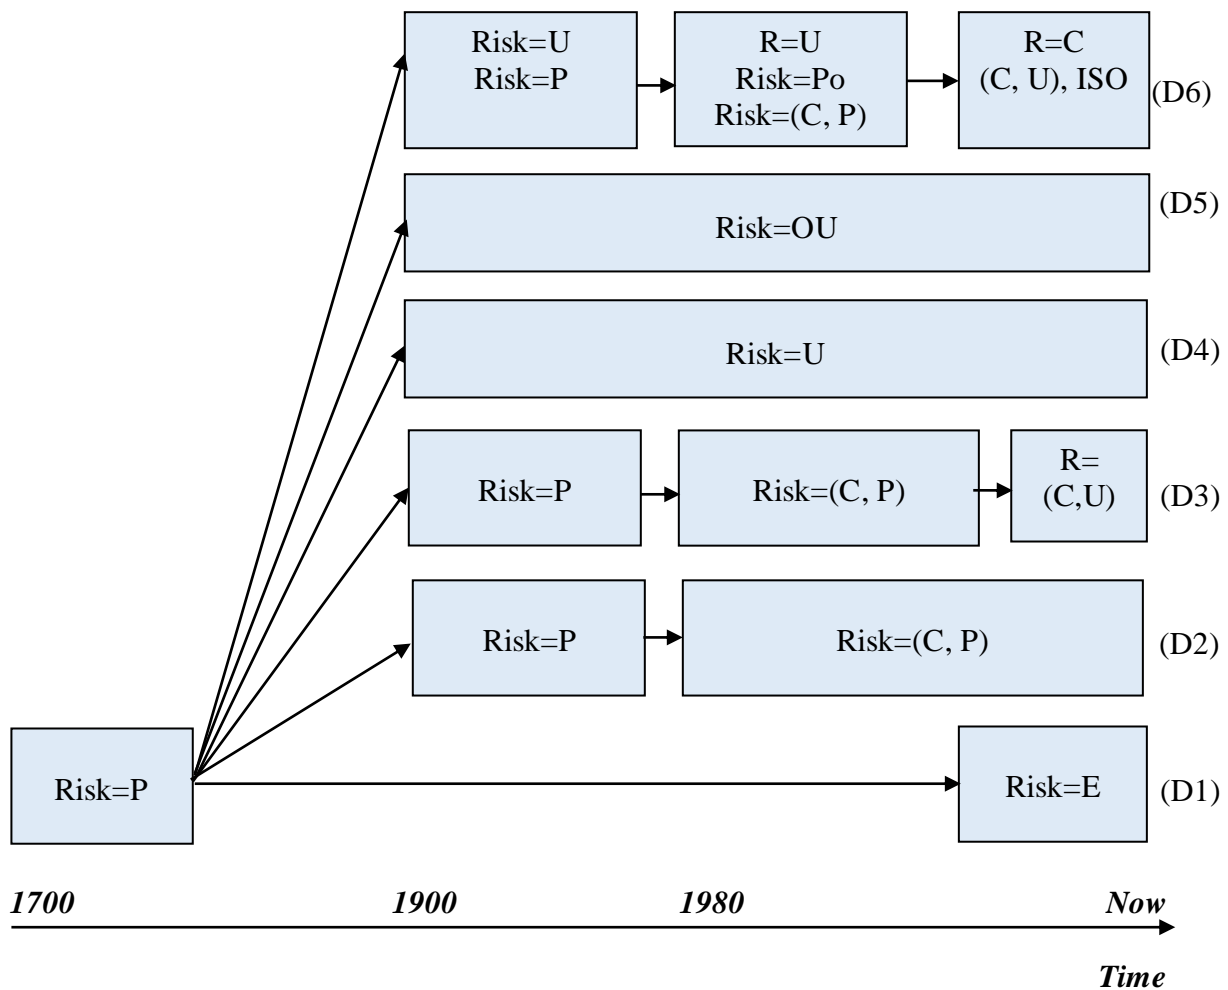 Risk=U
Risk=P
R=U
Risk=Po
Risk=(C, P)
R=C
(C, U), ISO
(D6)
Risk=OU
(D5)
Risk=U
(D4)
Risk=P
Risk=(C, P)
R=
(C,U)
(D3)
Risk=P
Risk=(C, P)
(D2)
Risk=P
Risk=E
(D1)
1700
1900
1980
Now
Time